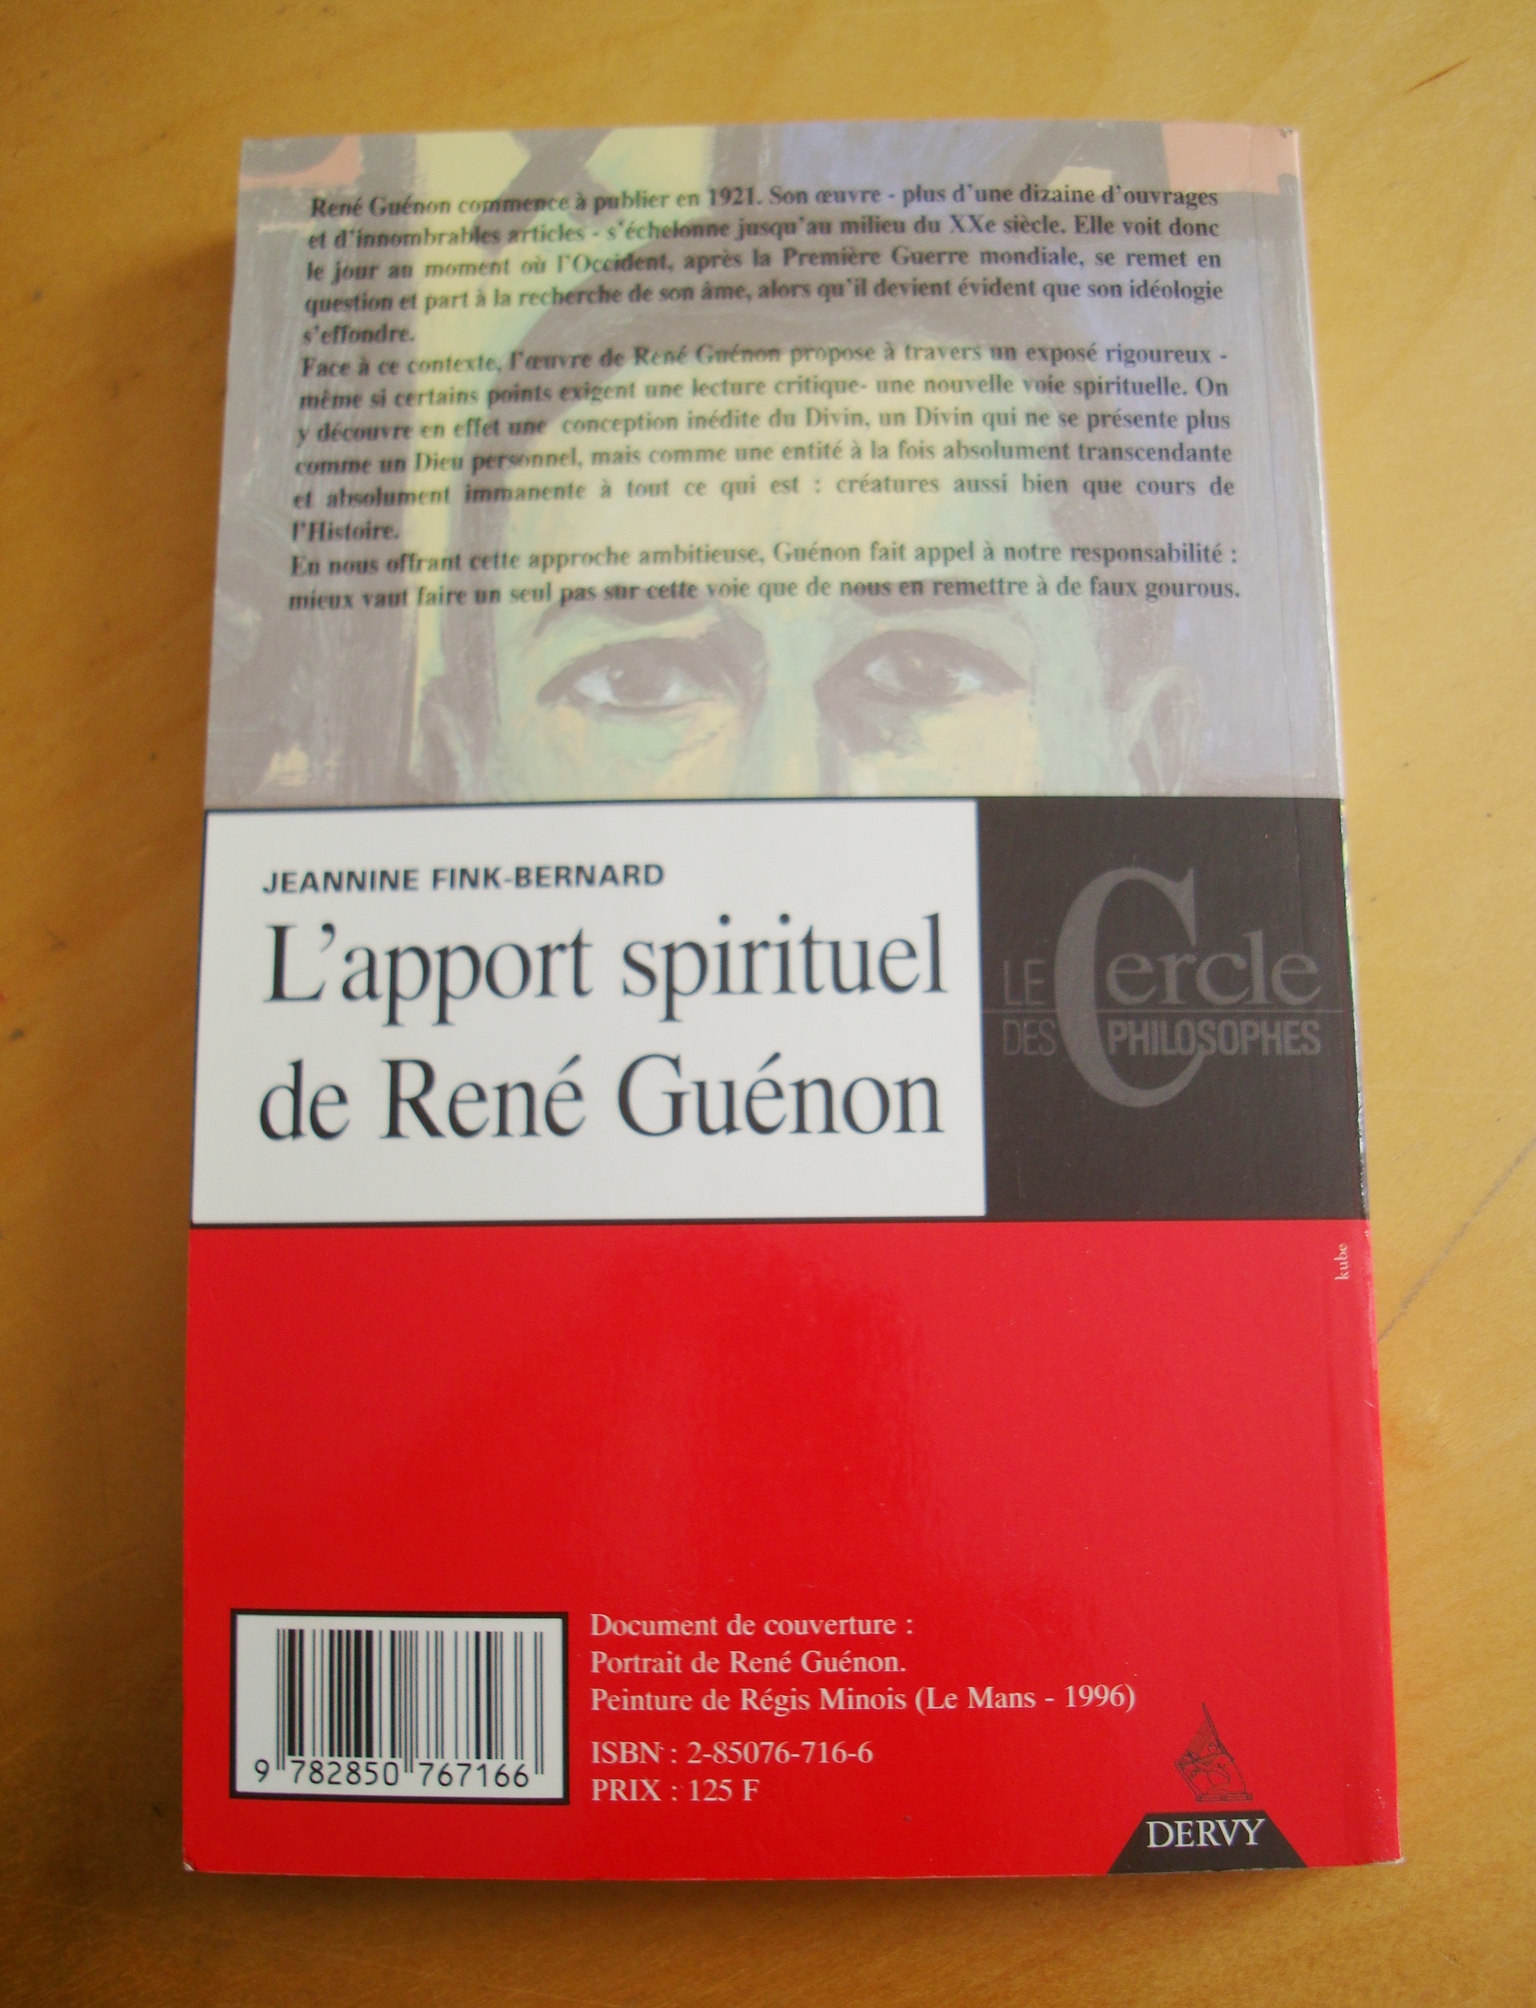 René Guénon commence à publier en 1921. Son œuvre - plus d'une dizaine d'ouvrages
et d'innombrables articles - s'échelonne jusqu'au milieu du XXe siècle. Elle voit donc
le jour au moment où l'Occident, après la Première Guerre mondiale, se remet en
question et part à la recherche de son âme, alors qu'il devient évident que son idéologie
s'effondre.
Face à ce contexte, l'œuvre de René Guénon propose à travers un exposé rigoureux -
même si certains points exigent une lecture critique- une nouvelle voie spirituelle. On
y découvre en effet une conception inédite du Divin, un Divin qui ne se présente plus
comme un Dieu personnel, mais comme une entité à la fois absolument transcendante
et absolument immanente à tout ce qui est : créatures aussi bien que cours de
l'Histoire.
En nous offrant cette approche ambitieuse, Guénon fait appel à notre responsabilité :
mieux vaut faire un seul pas sur cette voie que de nous en remettre à de faux gourous.
JEANNINE FINK-BERNARD
L'apport spirituel
de René Guénon
LE Cercle
DES PHILOSOPHES
kube
Document de couverture :
Portrait de René Guénon.
Peinture de Régis Minois (Le Mans - 1996)
ISBN : 2-85076-716-6
PRIX : 125 F
9 782850 767166
DERVY